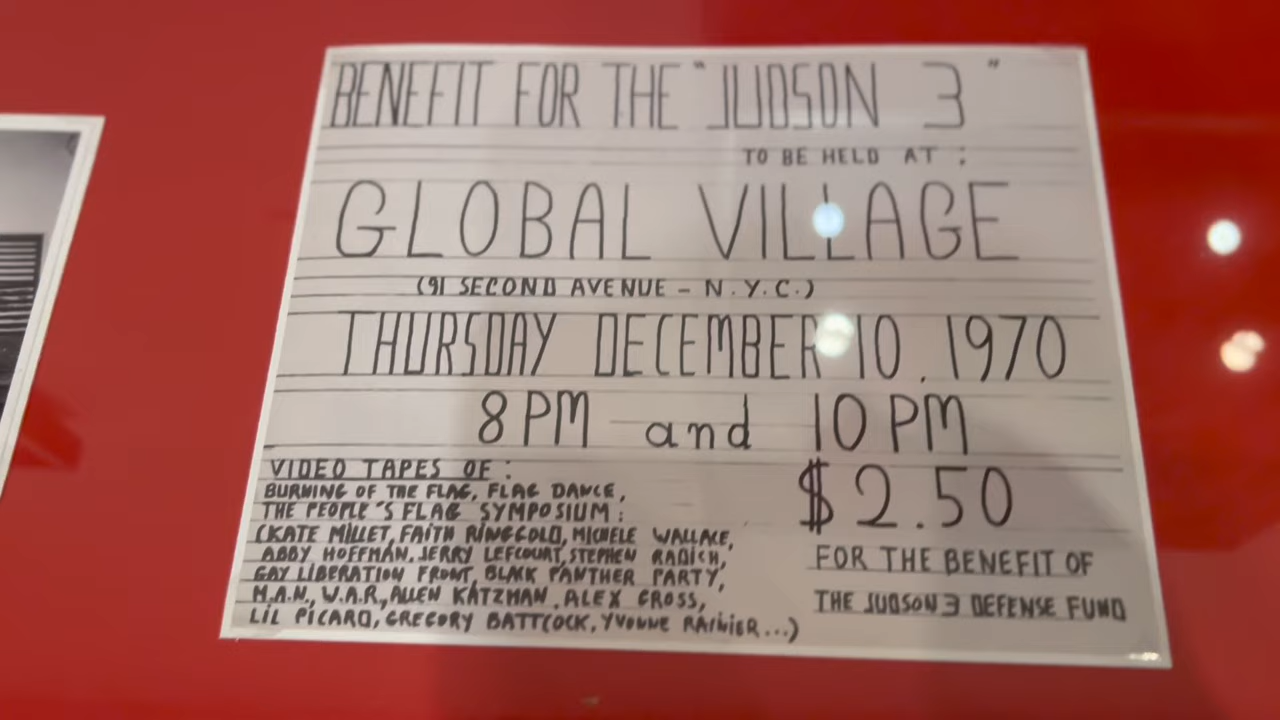 BENEFIT FOR THE "JUDSON 3"
TO BE HELD AT :
GLOBAL VILLAGE
(91 SECOND AVENUE - N.Y.C.)
THURSDAY DECEMBER 10, 1970
8 PM and 10 PM
VIDEO TAPES OF :
BURNING OF THE FLAG, FLAG DANCE,
THE PEOPLE'S FLAG SYMPOSIUM :
(KATE MILLET, FAITH RINGGOLD, MICHELE WALLACE,
ABBY HOFFMAN, JERRY LEFCOURT, STEPHEN RADICH,
GAY LIBERATION FRONT, BLACK PANTHER PARTY,
M.A.N., W.A.R., ALLEN KATZMAN, ALEX GROSS,
LIL PICARD, GREGORY BATTCOCK, YVONNE RAINIER...)
$2.50
FOR THE BENEFIT OF
THE JUDSON 3 DEFENSE FUND